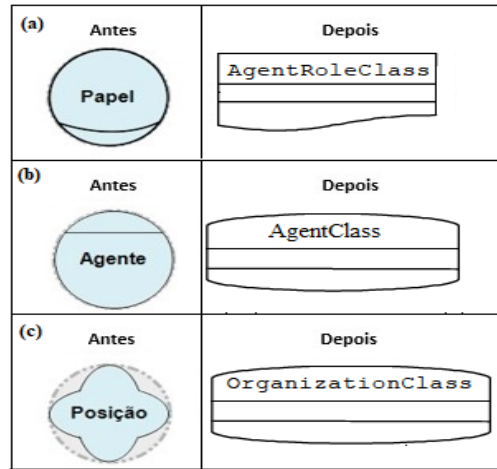 (a)
Antes
Depois
Papel
AgentRoleClass
(b)
Antes
Depois
Agente
AgentClass
(c)
Antes
Depois
Posição
OrganizationClass